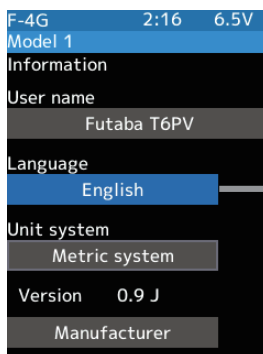 F-4G 2:16 6.5V
Model 1
Information
User name
Futaba T6PV
Language
English
Unit system
Metric system
Version 0.9 J
Manufacturer